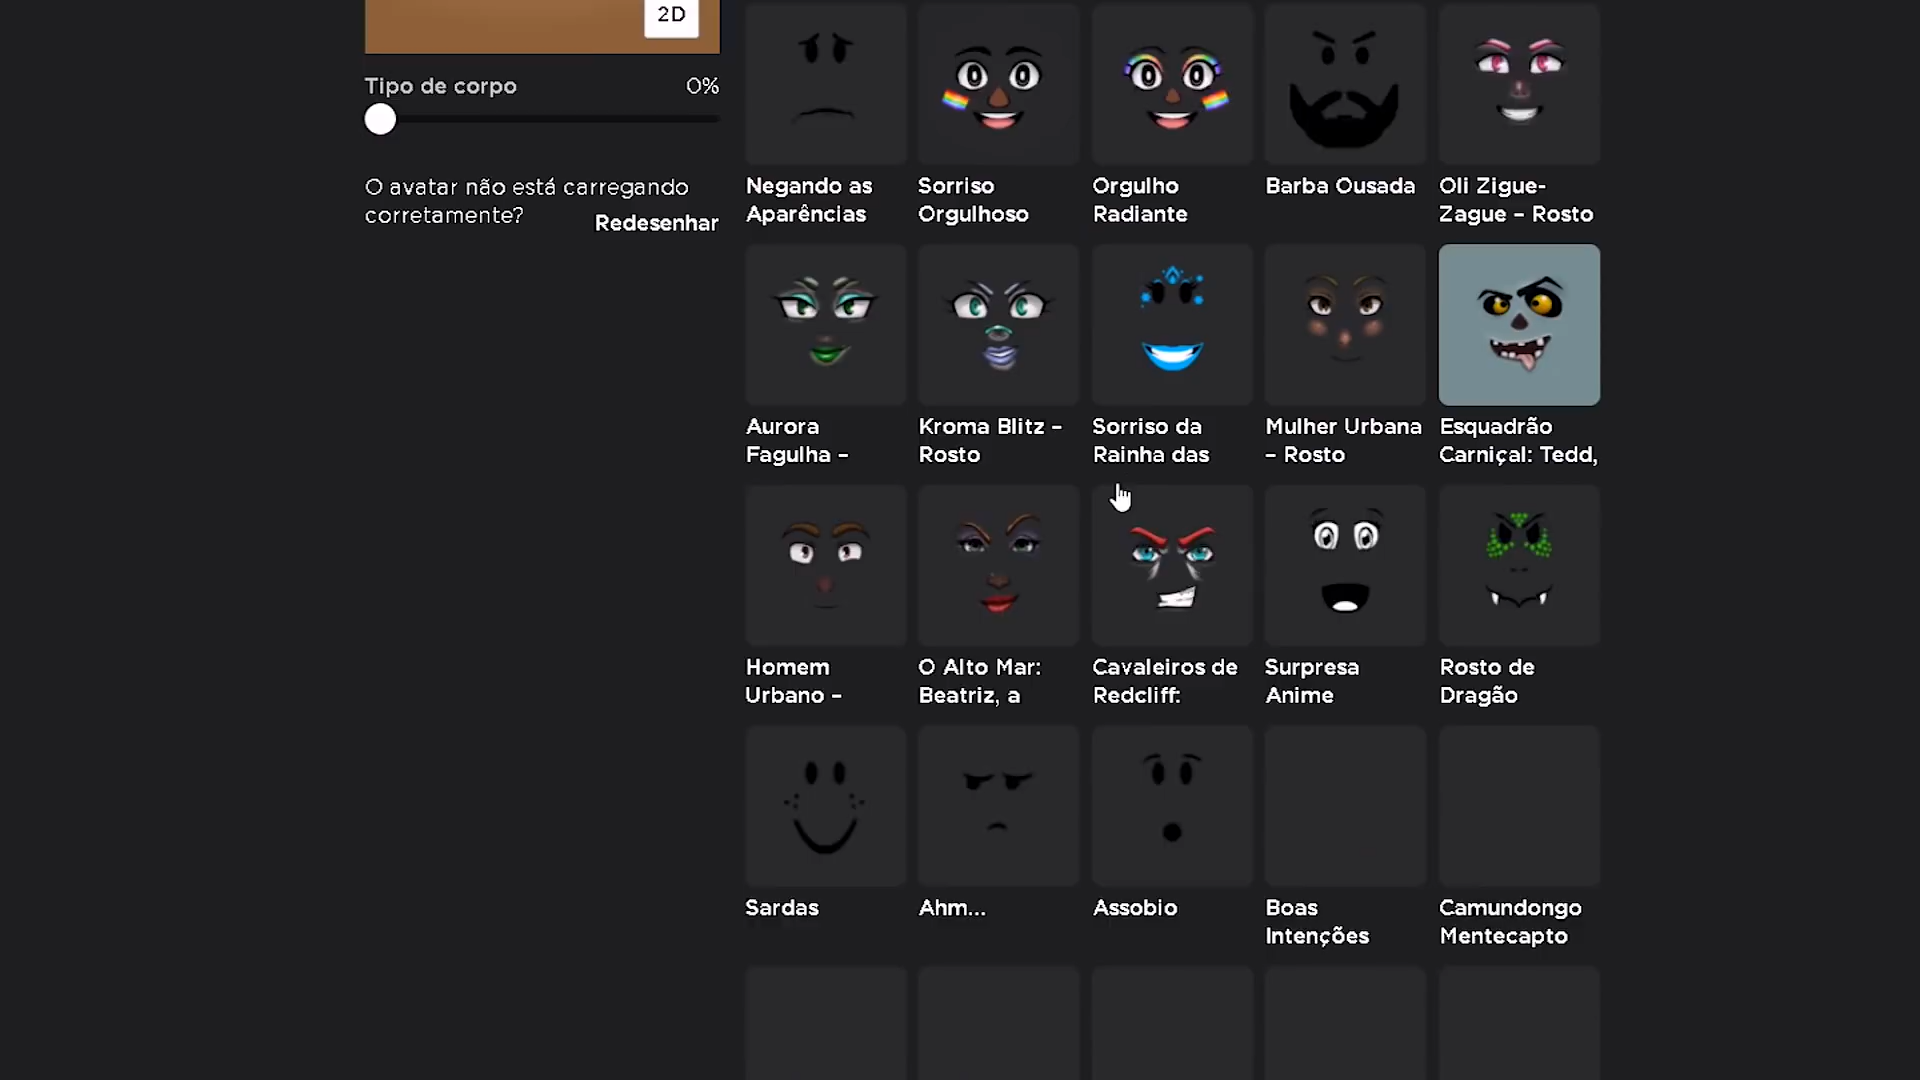 2D
Tipo de corpo 0%
O avatar não está carregando
corretamente?
Redesenhar
Negando as
Aparências
Sorriso
Orgulhoso
Orgulho
Radiante
Barba Ousada
Oli Zigue-
Zague – Rosto
Aurora
Fagulha –
Kroma Blitz –
Rosto
Sorriso da
Rainha das
Mulher Urbana
– Rosto
Esquadrão
Carniçal: Tedd,
Homem
Urbano –
O Alto Mar:
Beatriz, a
Cavaleiros de
Redcliff:
Surpresa
Anime
Rosto de
Dragão
Sardas
Ahm...
Assobio
Boas
Intenções
Camundongo
Mentecapto